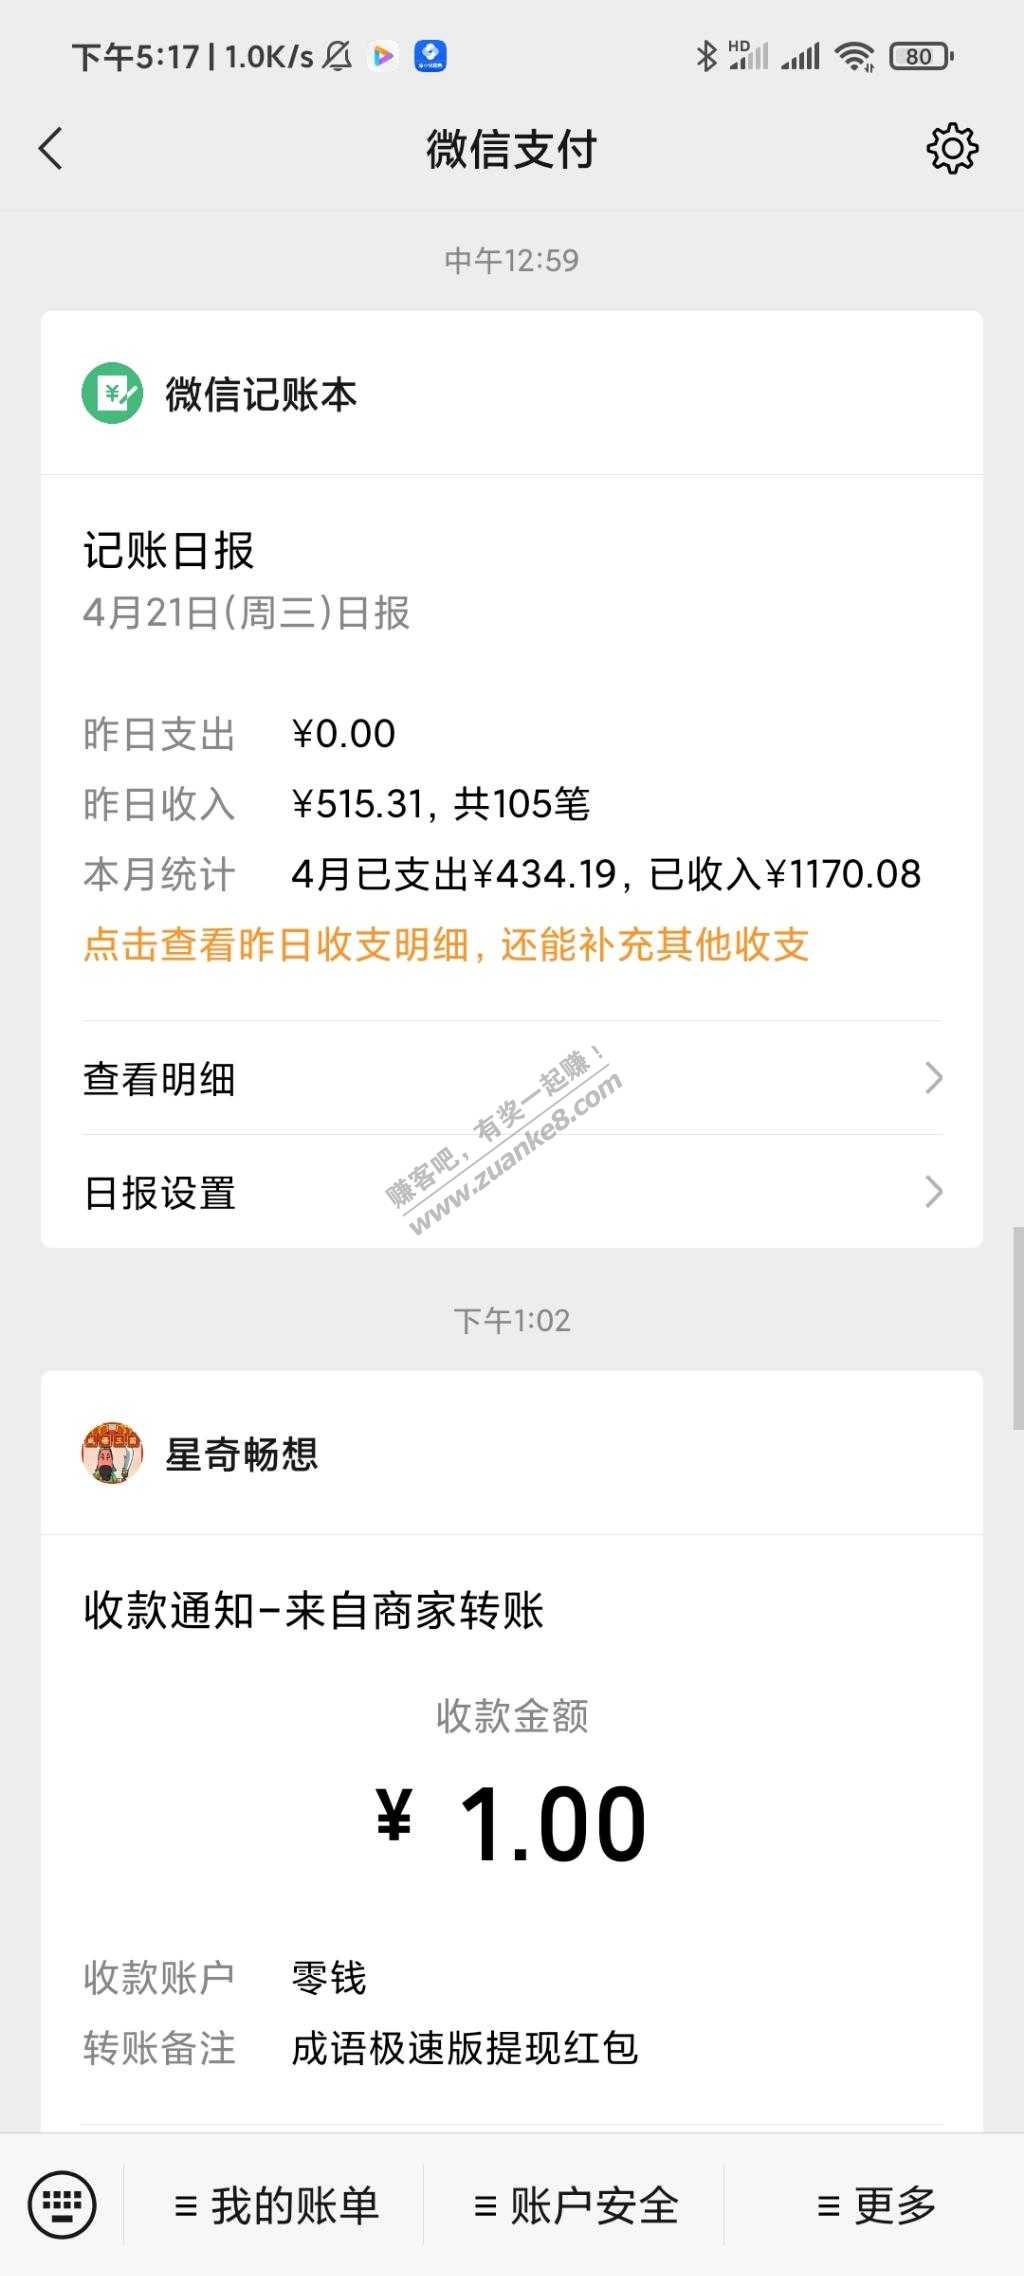 下午5:17 | 1.0K/s
HD
80
微信支付
中午12:59
微信记账本
记账日报
4月21日(周三)日报
昨日支出 ¥0.00
昨日收入 ¥515.31, 共105笔
本月统计 4月已支出¥434.19, 已收入¥1170.08
点击查看昨日收支明细, 还能补充其他收支
查看明细
赚客吧，有奖一起赚！
www.zuanke8.com
日报设置
下午1:02
星奇畅想
收款通知-来自商家转账
收款金额
¥ 1.00
收款账户 零钱
转账备注 成语极速版提现红包
我的账单 账户安全 更多